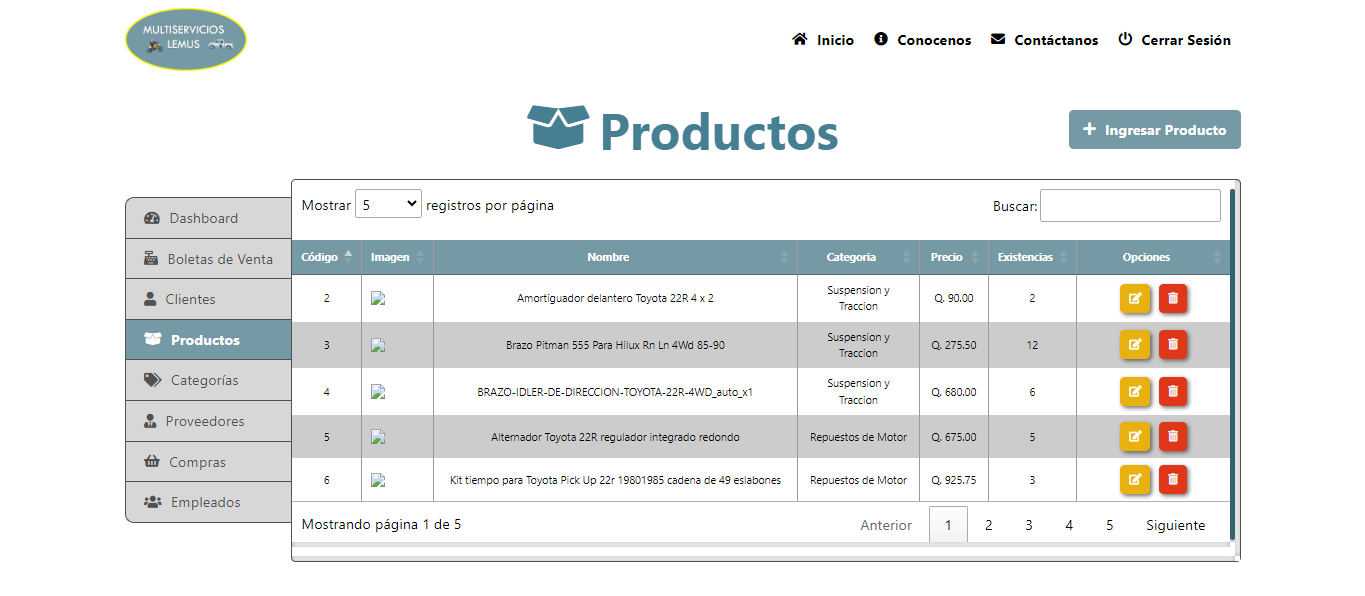 MULTISERVICIOS
LEMUS
Inicio Conocenos Contáctanos Cerrar Sesión
Productos
Ingresar Producto
Dashboard
Boletas de Venta
Clientes
Productos
Categorías
Proveedores
Compras
Empleados
Mostrar 5 registros por página
Buscar:
Código Imagen Nombre Categoria Precio Existencias Opciones
2 Amortiguador delantero Toyota 22R 4 x 2 Suspension y Traccion Q. 90.00 2
3 Brazo Pitman 555 Para Hilux Rn Ln 4Wd 85-90 Suspension y Traccion Q. 275.50 12
4 BRAZO-IDLER-DE-DIRECCION-TOYOTA-22R-4WD_auto_x1 Suspension y Traccion Q. 680.00 6
5 Alternador Toyota 22R regulador integrado redondo Repuestos de Motor Q. 675.00 5
6 Kit tiempo para Toyota Pick Up 22r 19801985 cadena de 49 eslabones Repuestos de Motor Q. 925.75 3
Mostrando página 1 de 5
Anterior 1 2 3 4 5 Siguiente